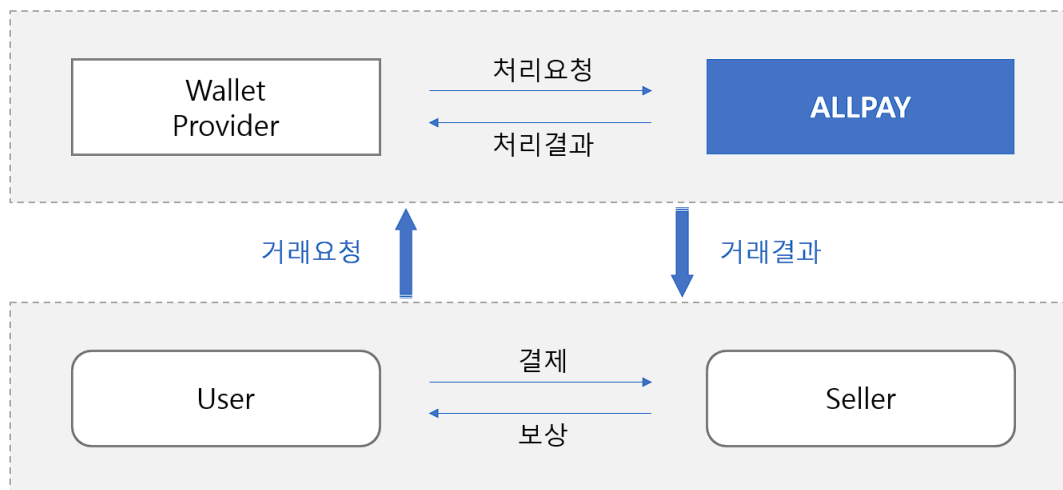 Wallet
Provider
처리요청
처리결과
ALLPAY
거래요청
거래결과
User
결제
보상
Seller